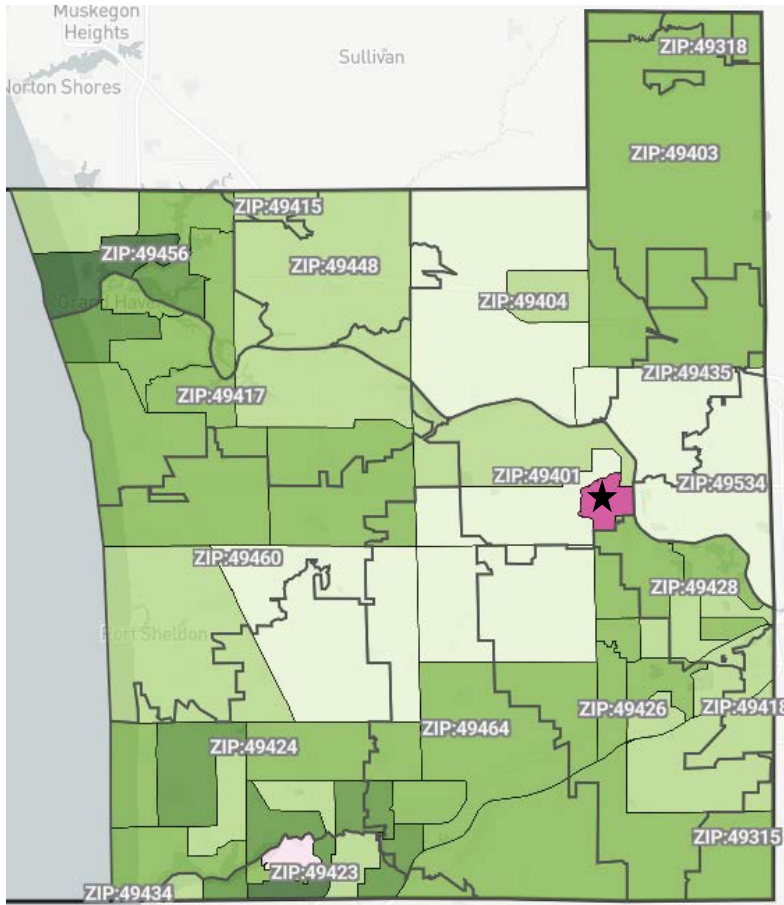 Muskegon
Heights
Sullivan
Norton Shores
ZIP:49318
ZIP:49403
ZIP:49415
ZIP:49456
ZIP:49448
ZIP:49404
Grand Haven
ZIP:49435
ZIP:49417
ZIP:49401
ZIP:49534
ZIP:49460
ZIP:49428
Port Sheldon
ZIP:49426
ZIP:49418
ZIP:49464
ZIP:49424
ZIP:49315
ZIP:49423
ZIP:49434